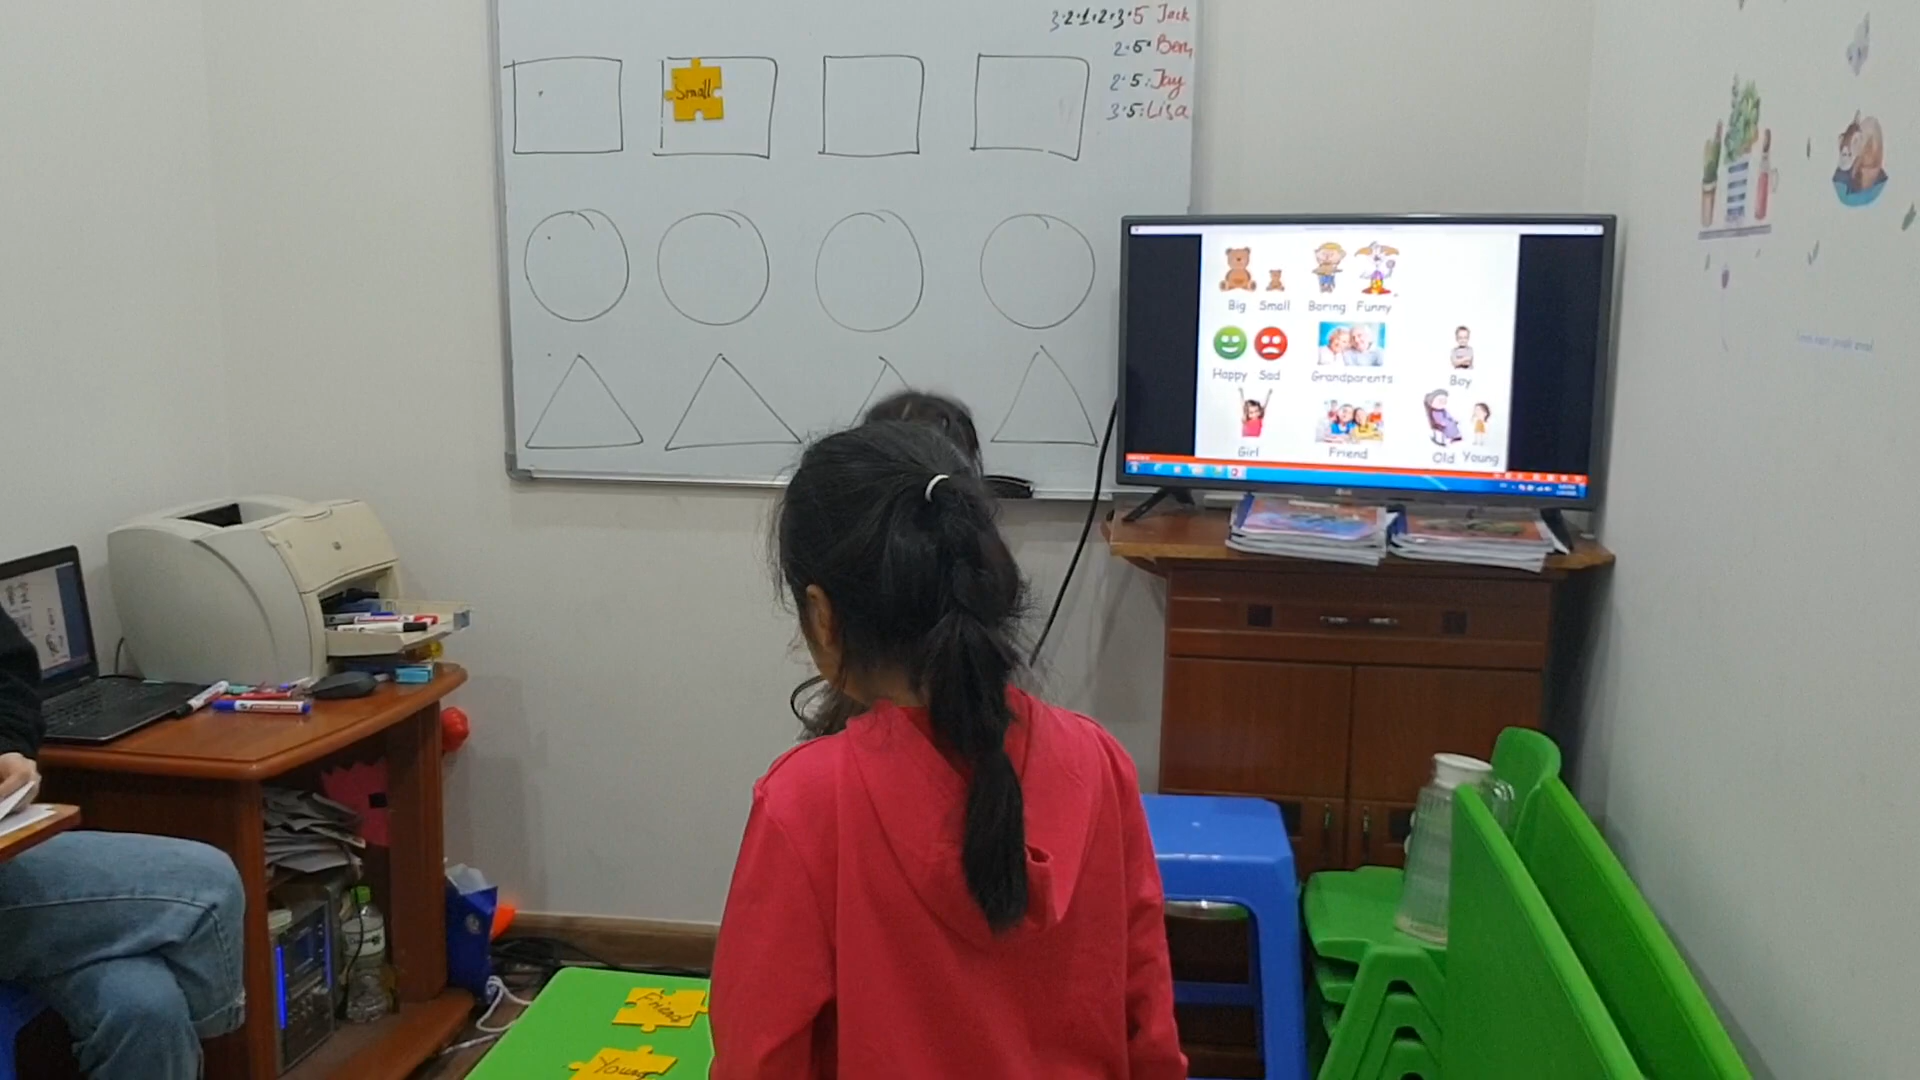 3·2·1·2·3·5 Jack
2·5· Ben
2·5: Jay
3·5: Lisa
Small
Big Small Boring Funny
Happy Sad Grandparents Boy
Girl Friend Old Young
Friend
Young